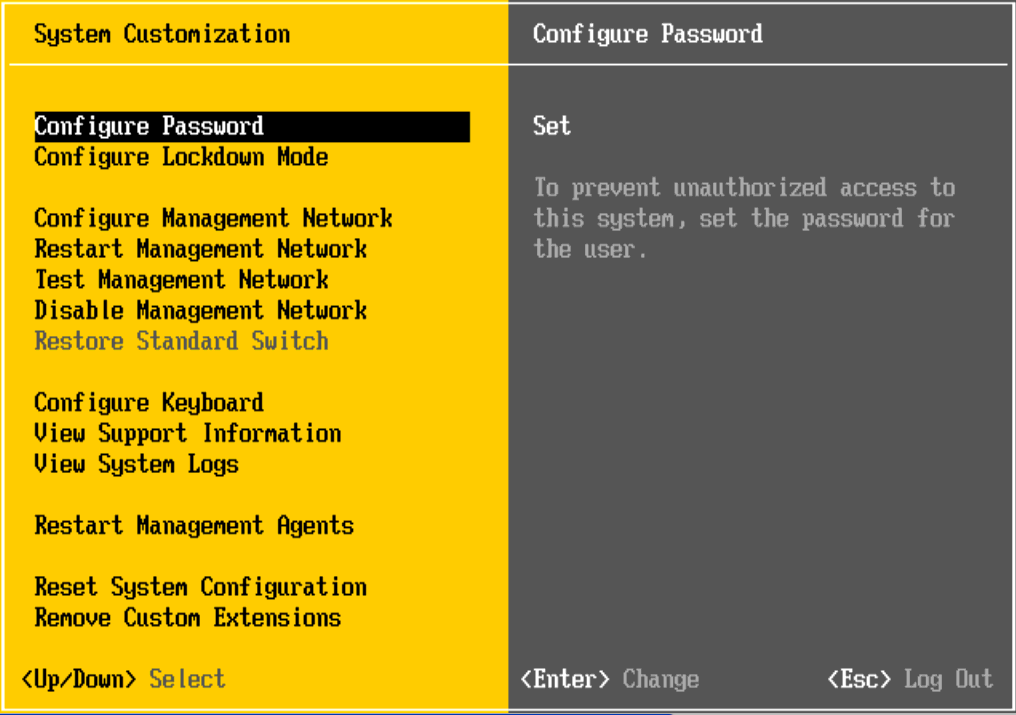 System Customization
Configure Password
Configure Password
Configure Lockdown Mode
Configure Management Network
Restart Management Network
Test Management Network
Disable Management Network
Restore Standard Switch
Configure Keyboard
View Support Information
View System Logs
Restart Management Agents
Reset System Configuration
Remove Custom Extensions
Set
To prevent unauthorized access to
this system, set the password for
the user.
<Up/Down> Select
<Enter> Change
<Esc> Log Out